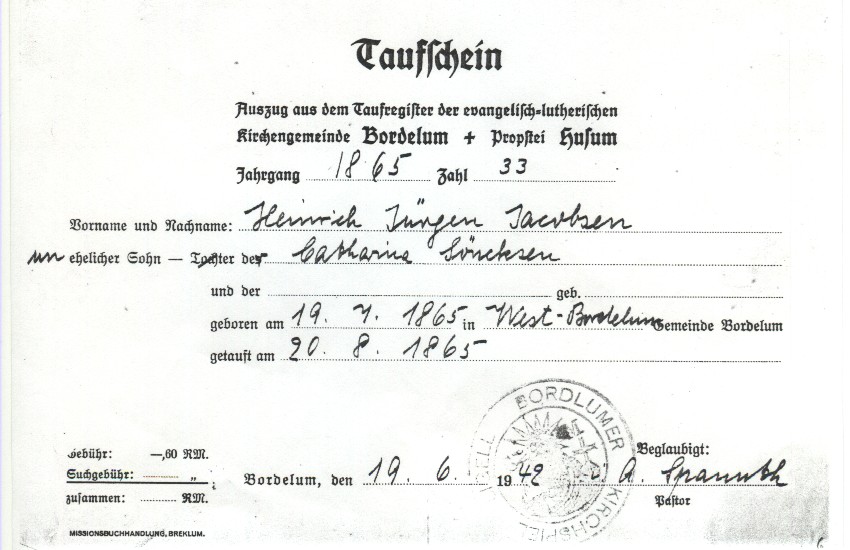 Taufschein
Auszug aus dem Taufregister der evangelisch-lutherischen
Kirchengemeinde Bordelum + Propstei Husum
Jahrgang 1865 Zahl 33
Vorname und Nachname: Heinrich Jürgen Jacobsen
un ehelicher Sohn — Tochter der Catharina Söncksen
und der geb.
geboren am 19. 7. 1865 in West-Bordelum Gemeinde Bordelum
getauft am 20. 8. 1865
BORDLUMER KIRCHSPIEL
Gebühr: —,60 RM.
Beglaubigt:
Suchgebühr: „
Bordelum, den 19. 6. 1942 A. Spanuth
zusammen: RM.
Pastor
MISSIONSBUCHHANDLUNG, BREKLUM.